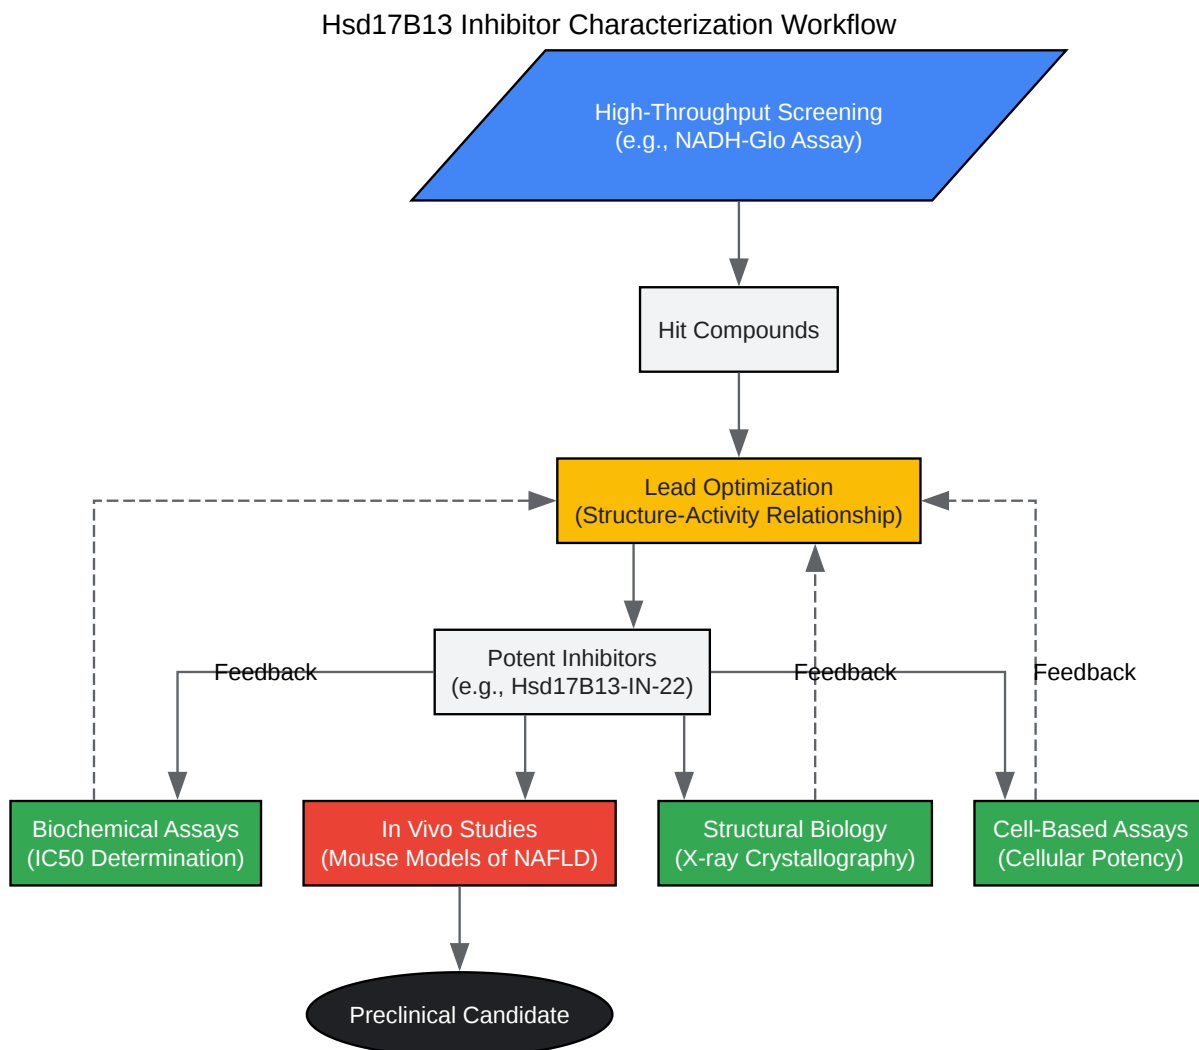 Hsd17B13 Inhibitor Characterization Workflow
High-Throughput Screening
(e.g., NADH-Glo Assay)
Hit Compounds
Lead Optimization
(Structure-Activity Relationship)
Potent Inhibitors
(e.g., Hsd17B13-IN-22)
Feedback
Feedback
Feedback
Biochemical Assays
(IC50 Determination)
In Vivo Studies
(Mouse Models of NAFLD)
Structural Biology
(X-ray Crystallography)
Cell-Based Assays
(Cellular Potency)
Preclinical Candidate